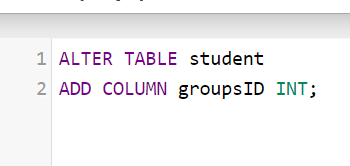 1 ALTER TABLE student
2 ADD COLUMN groupsID INT;